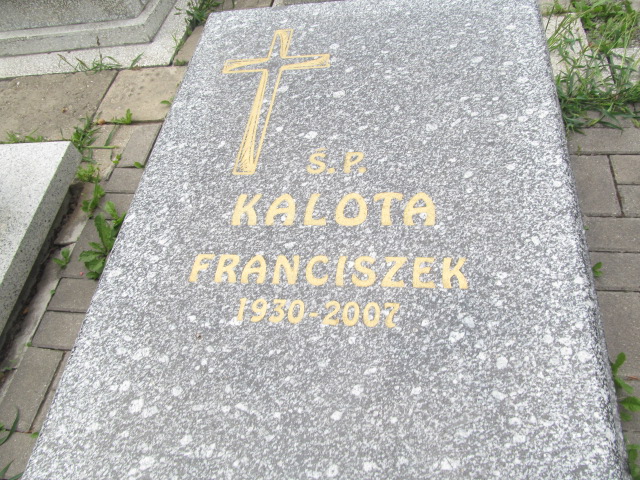 S.P.
KALOTA
FRANCISZEK
1930-2007